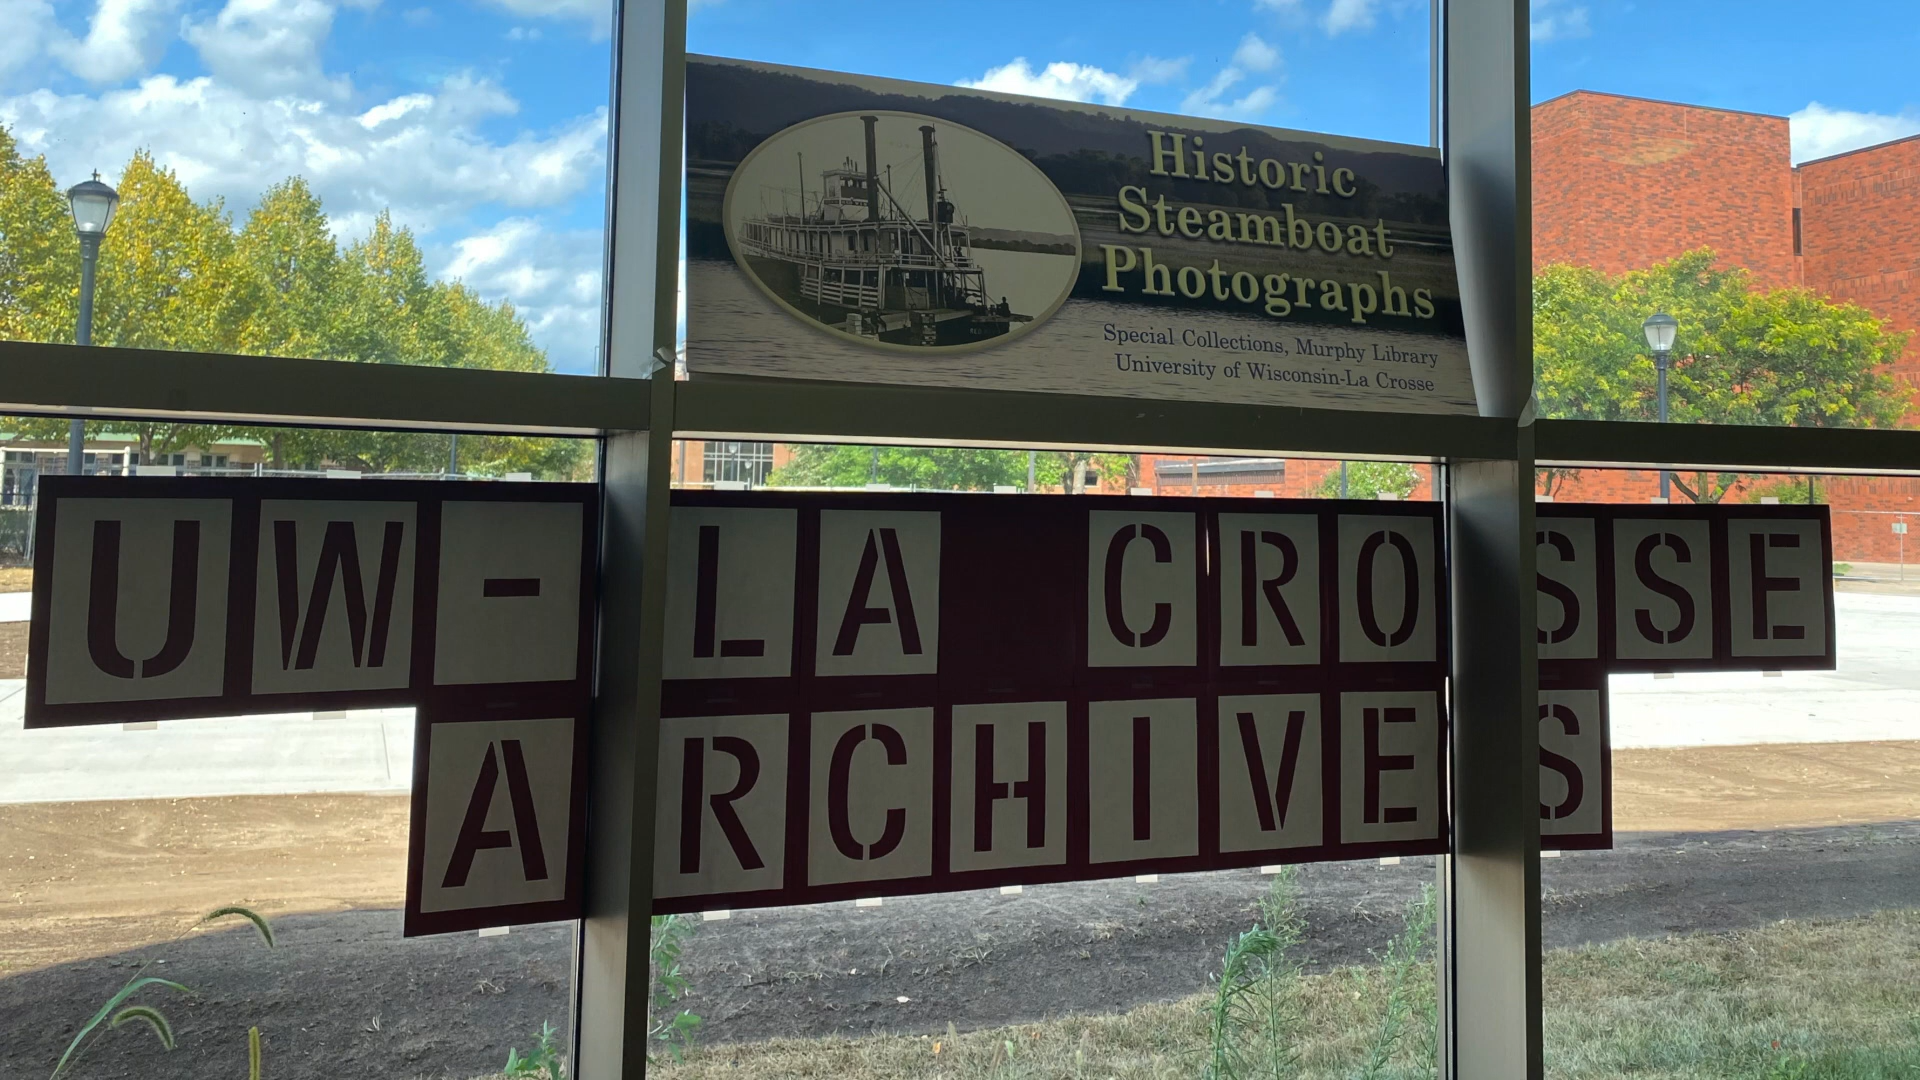 Historic
Steamboat
Photographs
Special Collections, Murphy Library
University of Wisconsin-La Crosse
UW-LA CROSSE
ARCHIVES